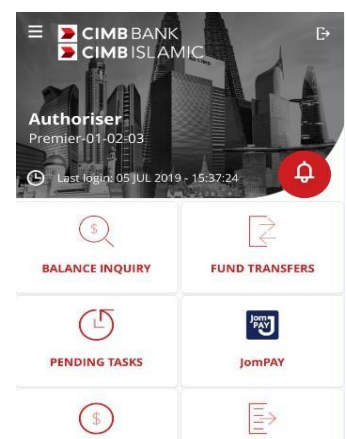 CIMB BANK
CIMB ISLAMIC
Authoriser
Premier-01-02-03
Last login: 05 JUL 2019 - 15:37:24
$
BALANCE INQUIRY
FUND TRANSFERS
PENDING TASKS
Jom
PAY
JomPAY
$